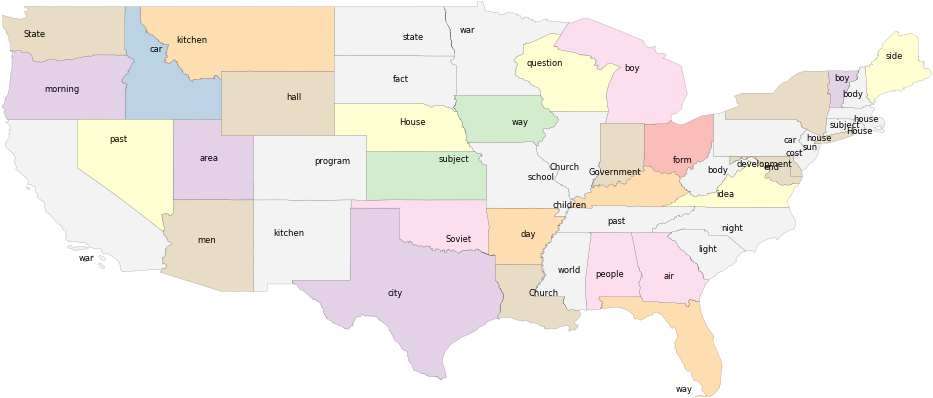 State
car
kitchen
state
war
question
boy
side
morning
hall
fact
House
way
boy
body
past
area
program
subject
school
Church
Government
form
car
cost
sun
house
subject
house
House
development
end
body
idea
war
men
kitchen
Soviet
day
children
past
night
light
city
Church
world
people
air
way